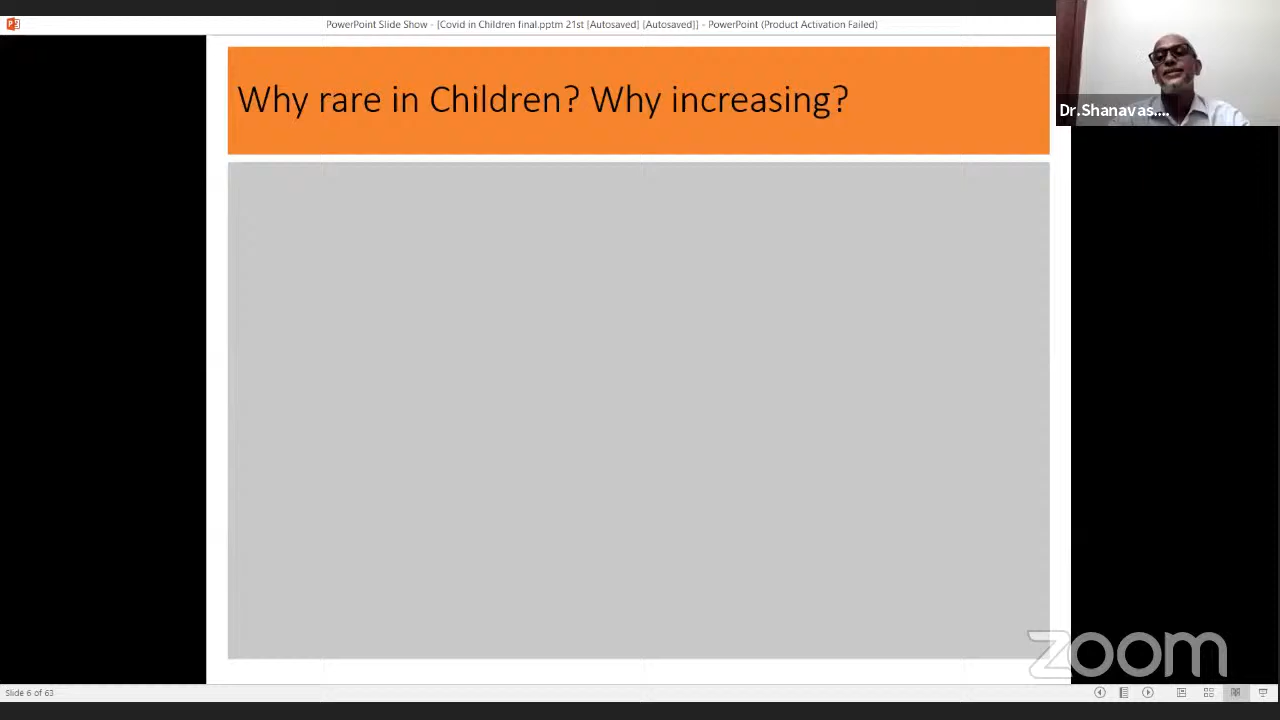 PowerPoint Slide Show - [Covid in Children final.pptm 21st [Autosaved] [Autosaved]] - PowerPoint (Product Activation Failed)
Why rare in Children? Why increasing?
Dr.Shanavas....
zoom
Slide 6 of 63